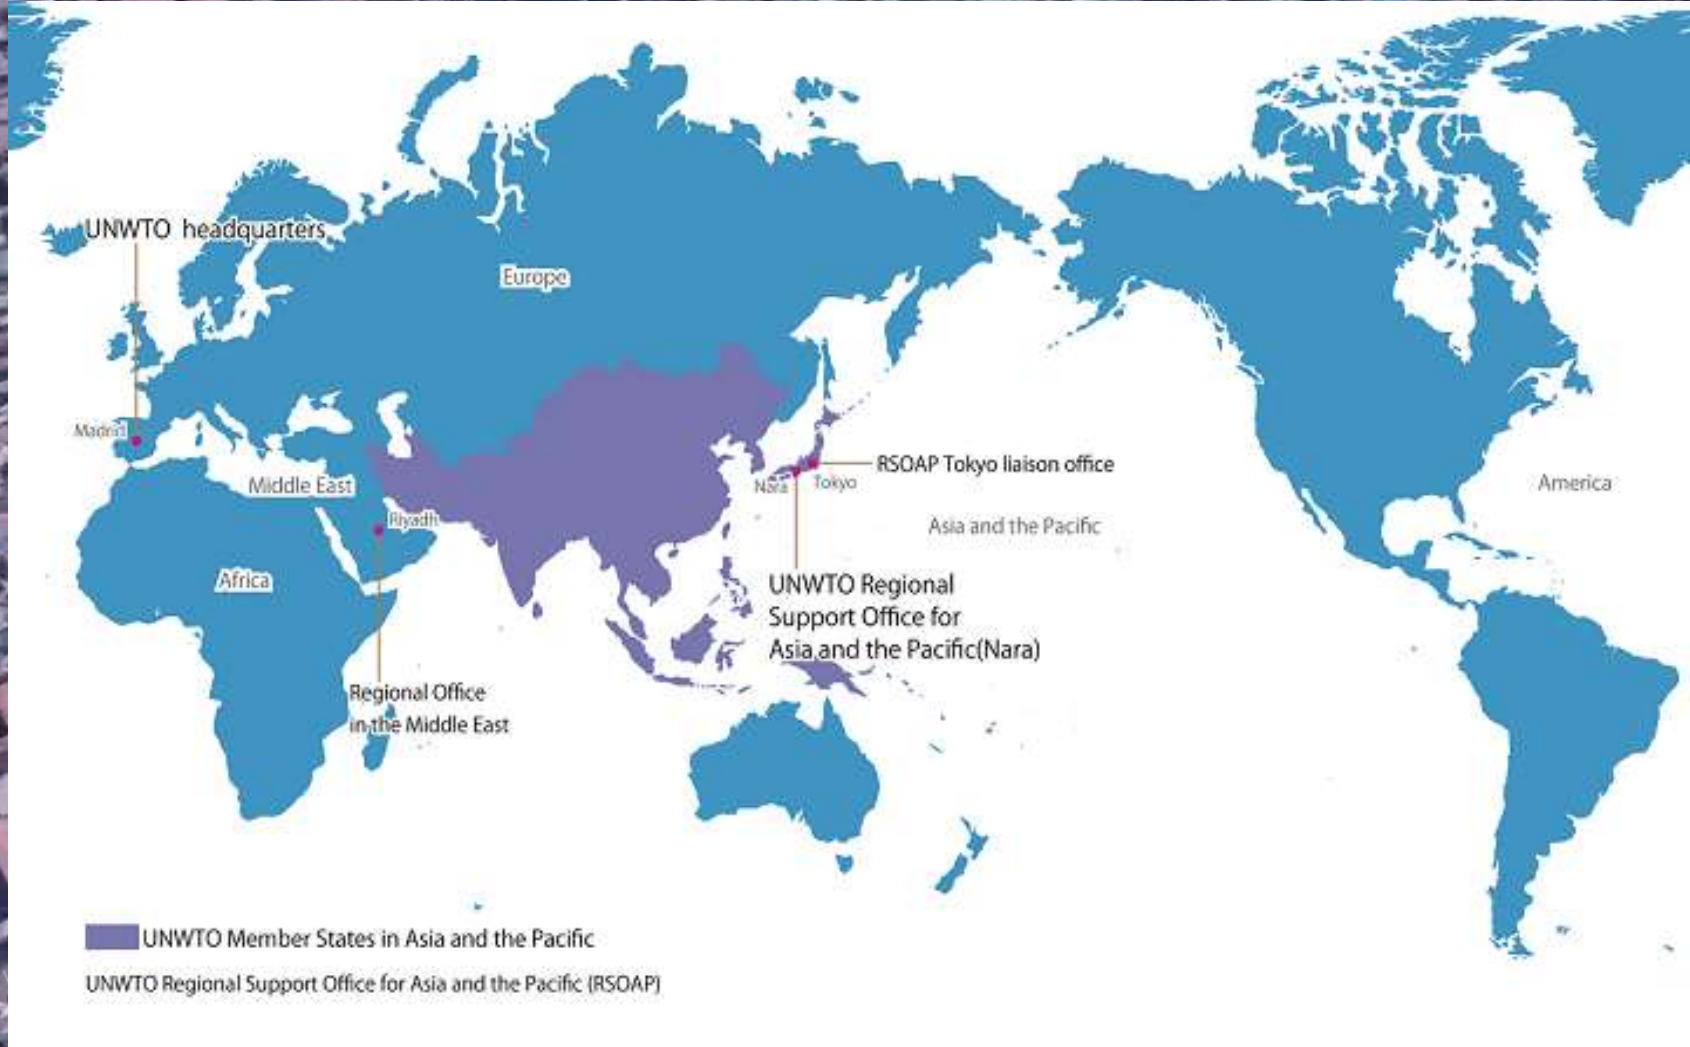 UNWTO headquarters
Europe
Madrid
Middle East
Riyadh
Africa
RSOAP Tokyo liaison office
Nara
Tokyo
America
Asia and the Pacific
UNWTO Regional
Support Office for
Asia and the Pacific(Nara)
Regional Office
in the Middle East
UNWTO Member States in Asia and the Pacific
UNWTO Regional Support Office for Asia and the Pacific (RSOAP)